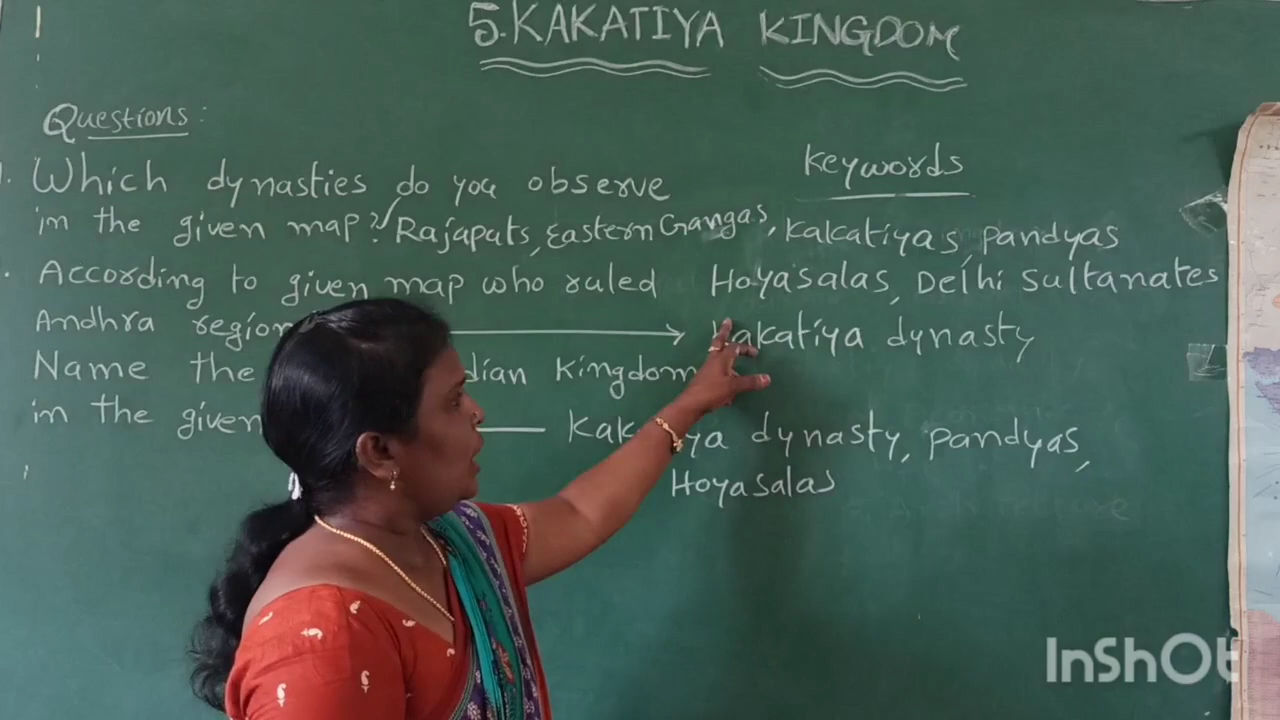 5.KAKATIYA KINGDOM
Questions:
Keywords
Which dynasties do you observe
in the given map? Rajaputs, Eastern Gangas, Kakatiyas, Pandyas
According to given map who ruled Hoyasalas, Delhi Sultanates
Andhra region → Kakatiya dynasty
Name the dian Kingdom
in the given dynasty, Pandyas,
Hoyasalas
InShOt